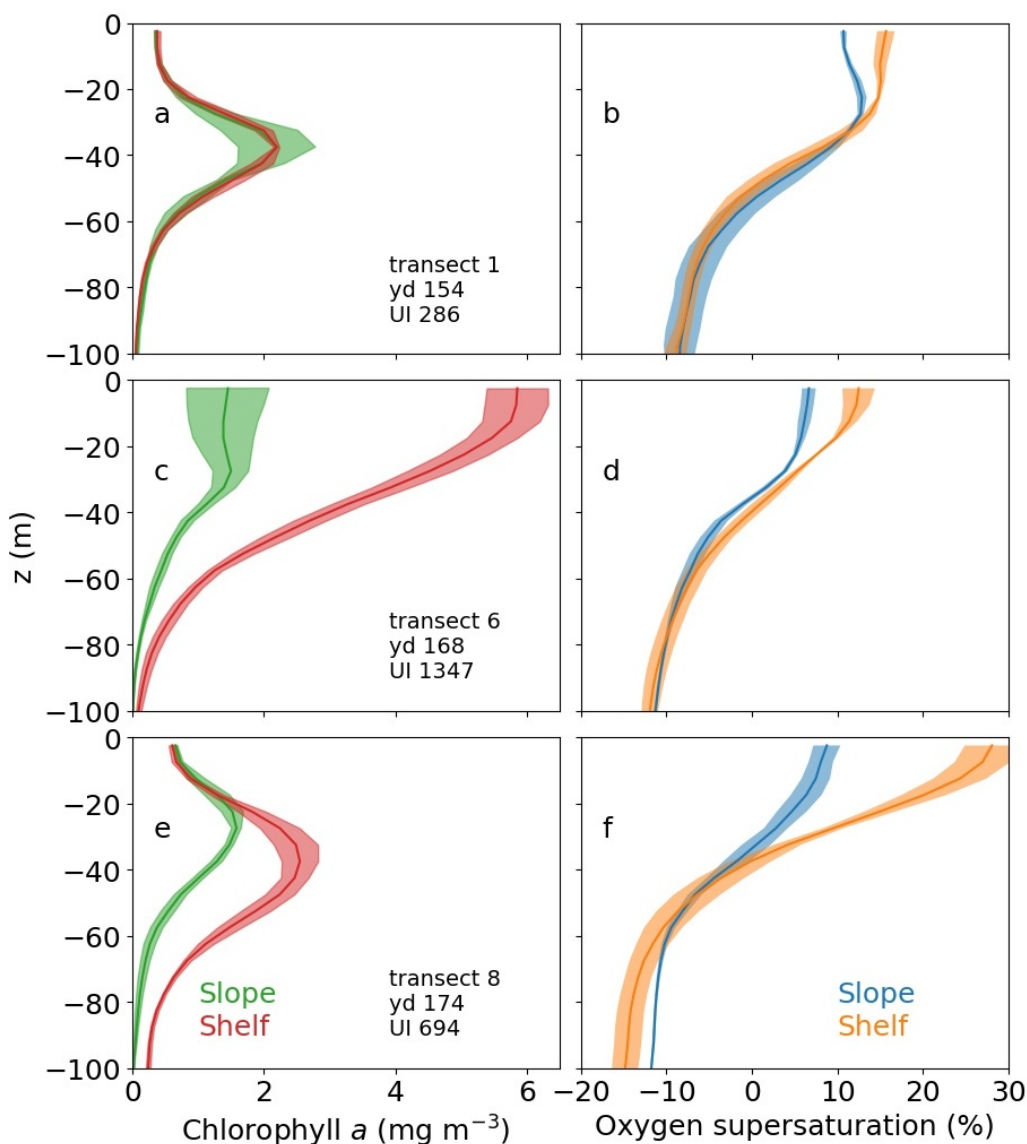 0
−20
−40
−60
−80
−100
a
transect 1
yd 154
UI 286
b
0
−20
−40
−60
−80
−100
z (m)
c
transect 6
yd 168
UI 1347
d
0
−20
−40
−60
−80
−100
e
Slope
Shelf
transect 8
yd 174
UI 694
f
Slope
Shelf
0 2 4 6
Chlorophyll a (mg m⁻³)
−20 −10 0 10 20 30
Oxygen supersaturation (%)